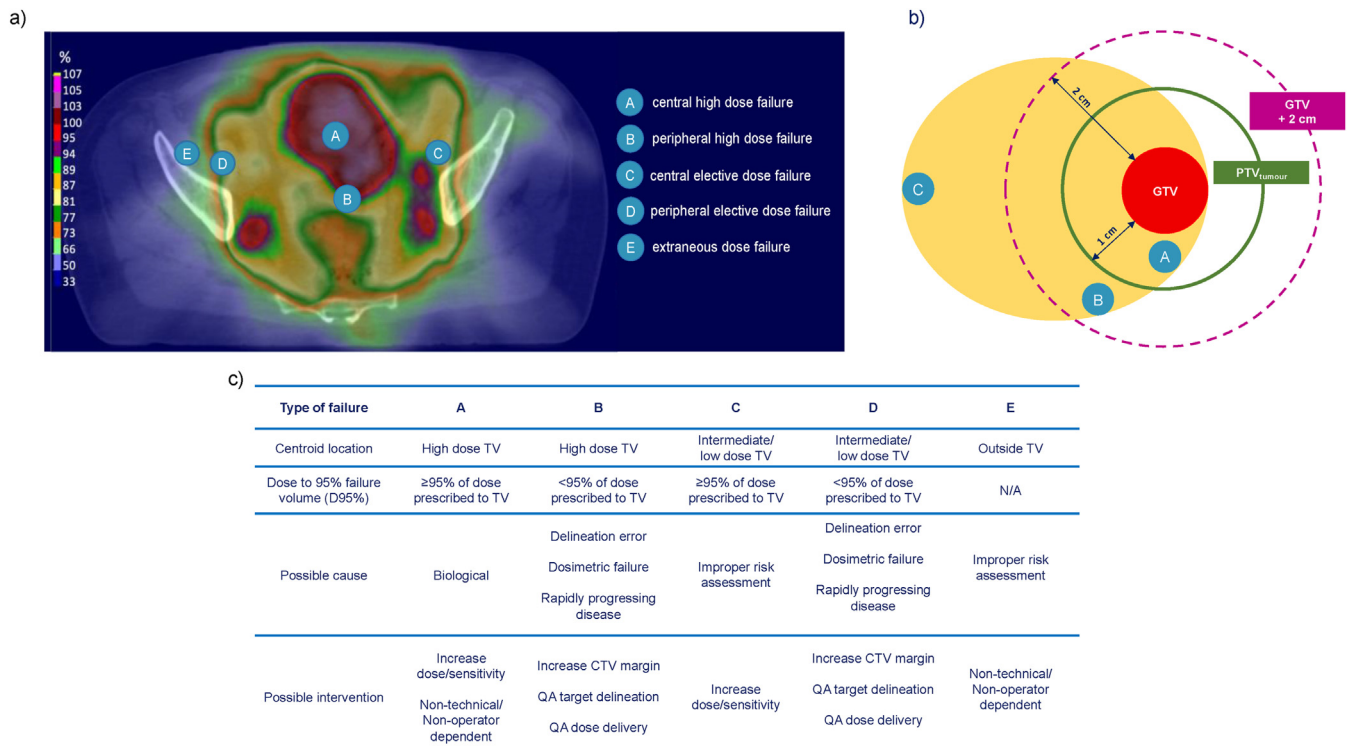 a)
%
107
105
103
100
95
94
89
87
81
77
73
66
50
33
A
B
C
D
E
A central high dose failure
B peripheral high dose failure
C central elective dose failure
D peripheral elective dose failure
E extraneous dose failure
b)
2 cm
GTV
+ 2 cm
PTVtumour
GTV
C
1 cm
A
B
c)
Type of failure A B C D E
Centroid location High dose TV High dose TV Intermediate/
low dose TV Intermediate/
low dose TV Outside TV
Dose to 95% failure
volume (D95%) ≥95% of dose
prescribed to TV <95% of dose
prescribed to TV ≥95% of dose
prescribed to TV <95% of dose
prescribed to TV N/A
Possible cause Biological Delineation error
Dosimetric failure
Rapidly progressing
disease Improper risk
assessment Delineation error
Dosimetric failure
Rapidly progressing
disease Improper risk
assessment
Possible intervention Increase
dose/sensitivity
Non-technical/
Non-operator
dependent Increase CTV margin
QA target delineation
QA dose delivery Increase
dose/sensitivity Increase CTV margin
QA target delineation
QA dose delivery Non-technical/
Non-operator
dependent